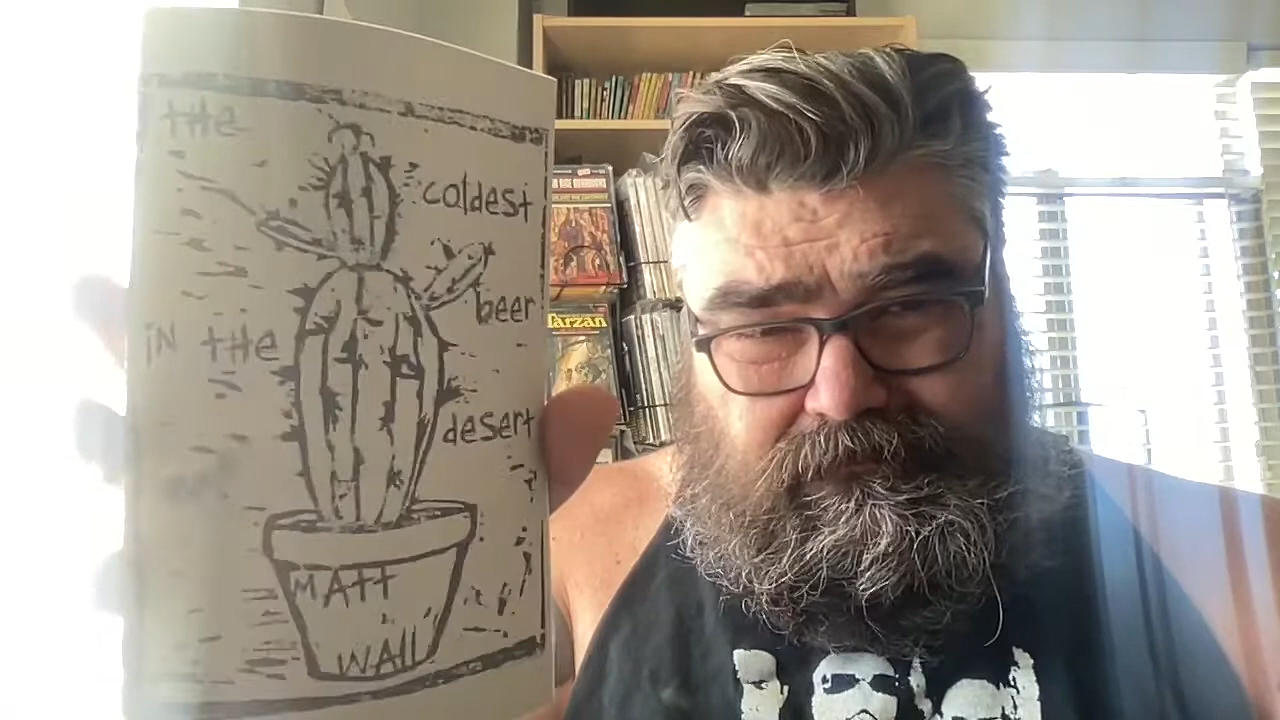 the
coldest
beer
in the
desert
MAtt
WAll
Tarzan